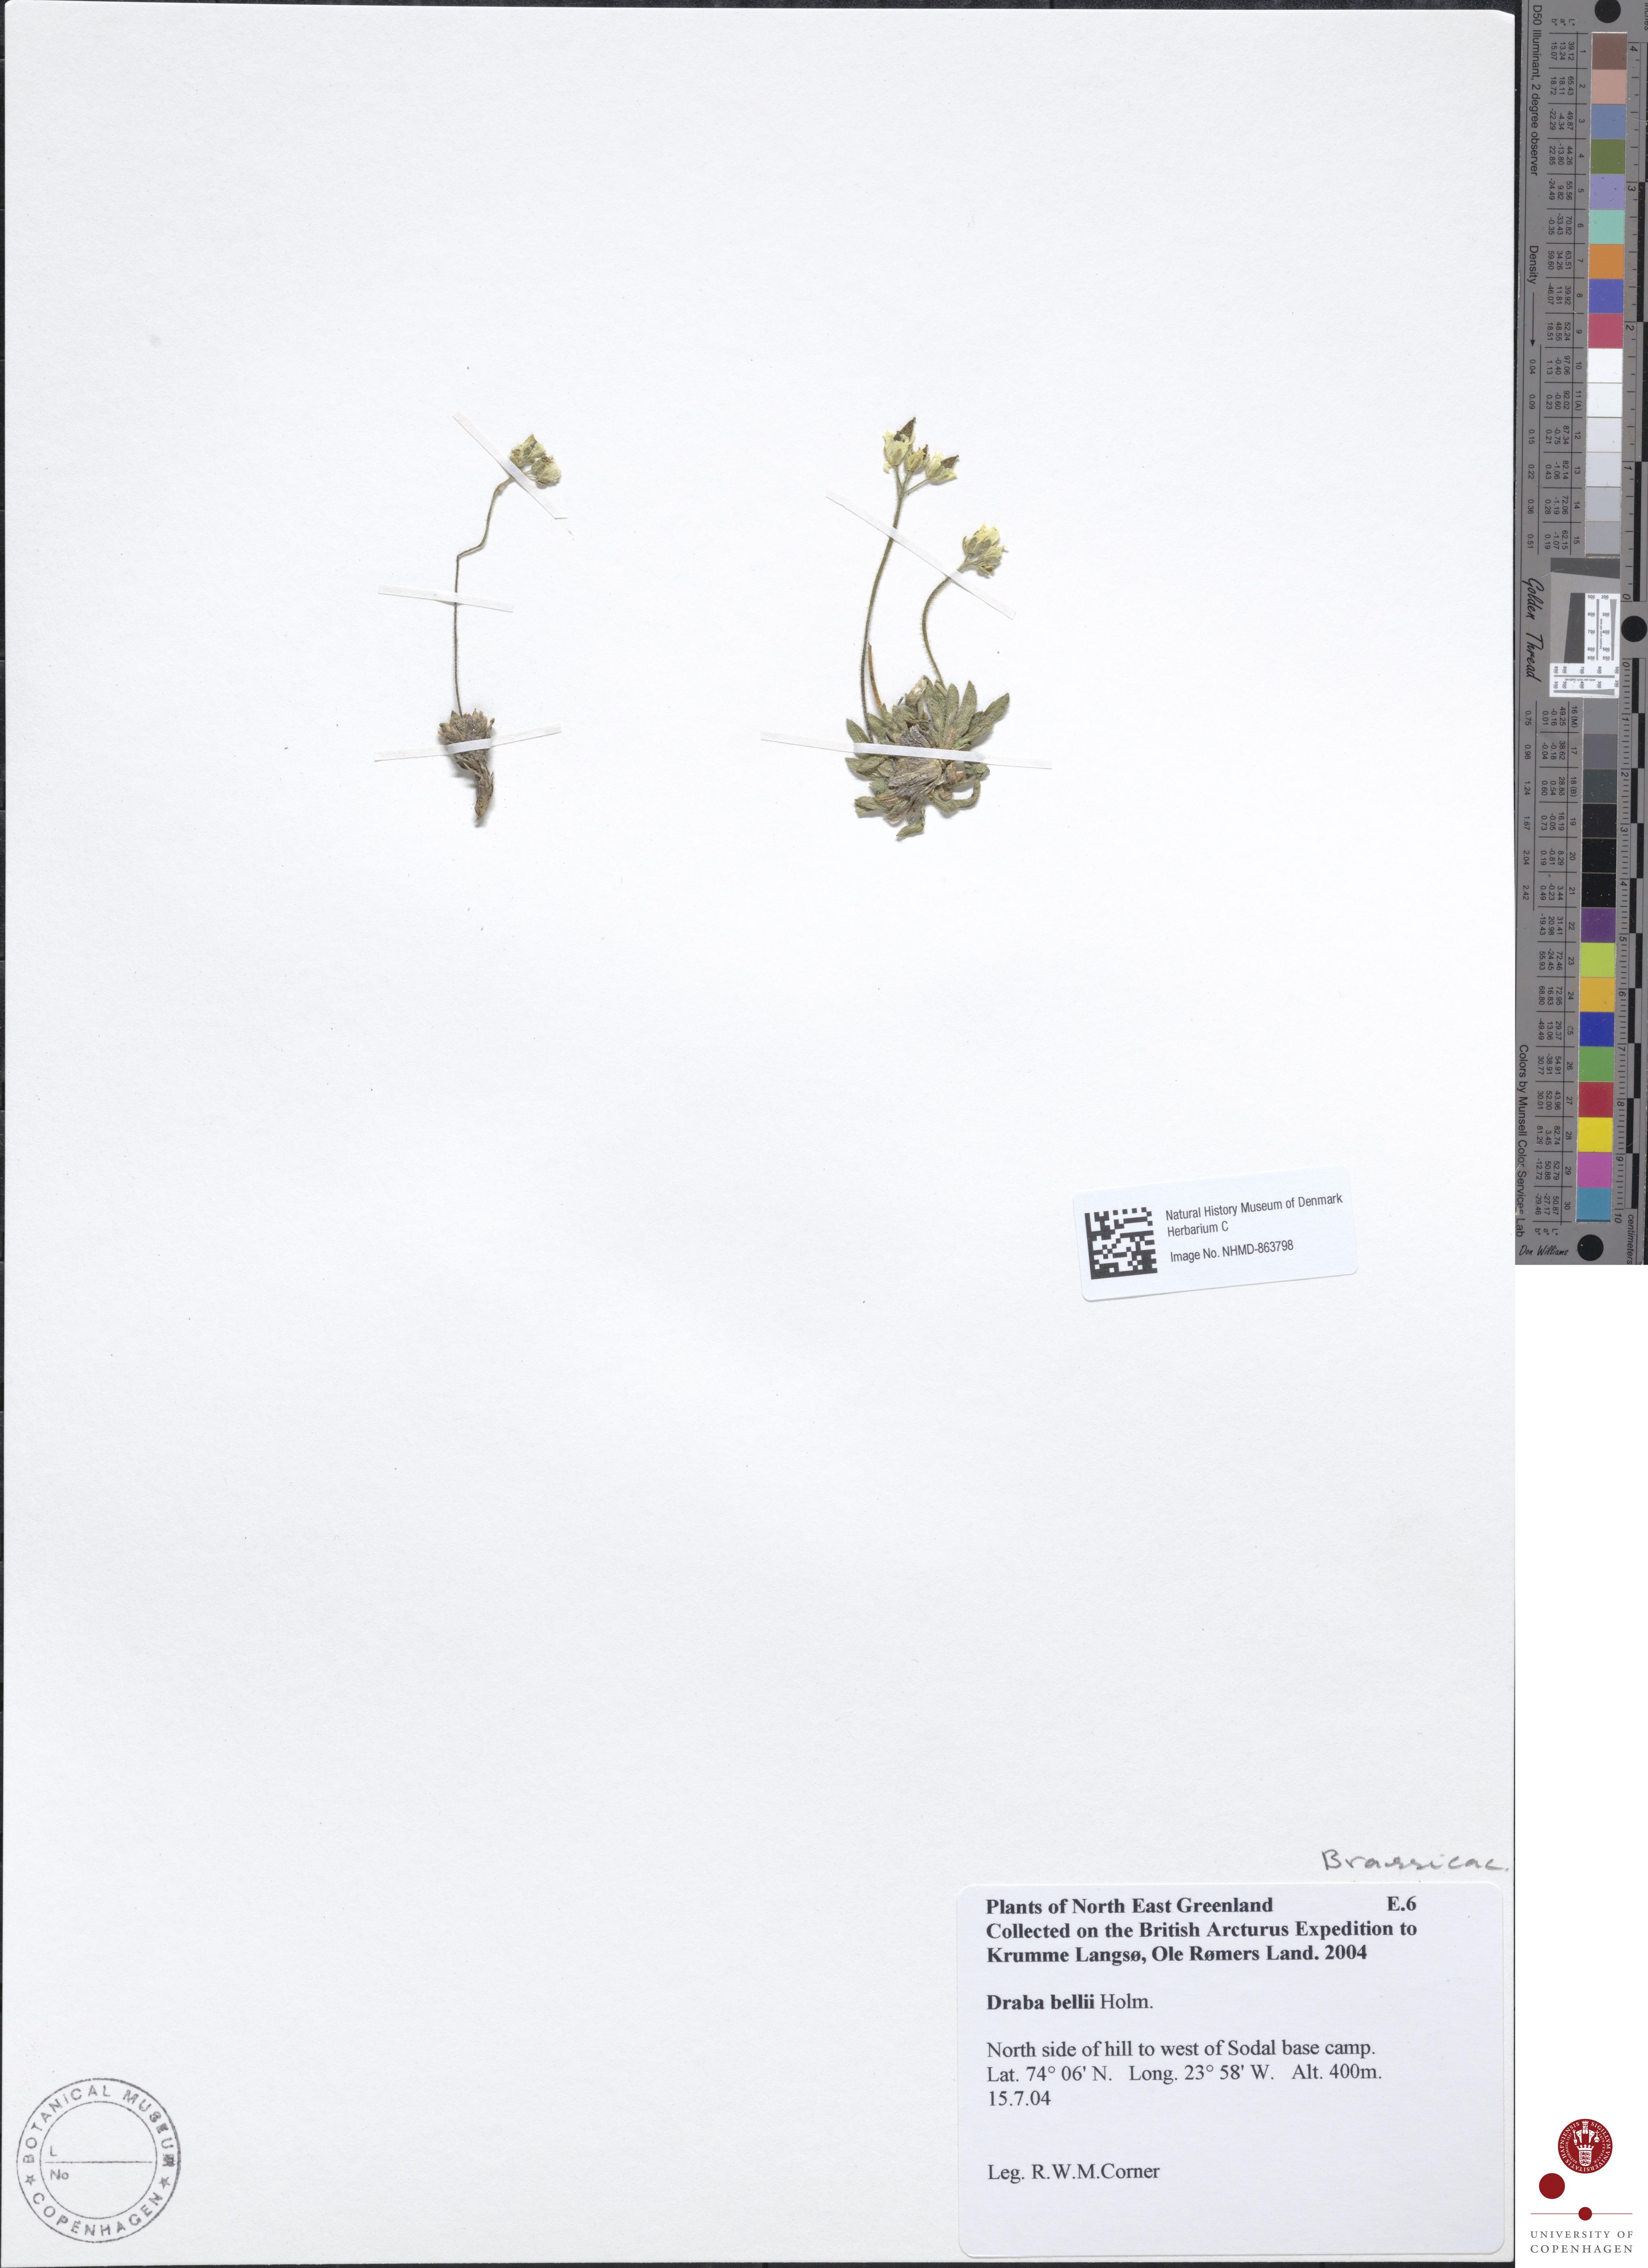 Natural History Museum of Denmark
Herbarium C
Image No. NHMD-863798
Brassicac.
Plants of North East Greenland E.6
Collected on the British Arcturus Expedition to
Krumme Langsø, Ole Rømers Land. 2004
Draba bellii Holm.
North side of hill to west of Sodal base camp.
Lat. 74° 06' N. Long. 23° 58' W. Alt. 400m.
15.7.04
Leg. R.W.M.Corner
BOTANICAL MUSEUM
L
No
COPENHAGEN
D50 Illuminant, 2 degree observer
Density
Golden Thread
Colors by Munsell Color Services Lab
Don Williams
centimeters
UNIVERSITY OF
COPENHAGEN